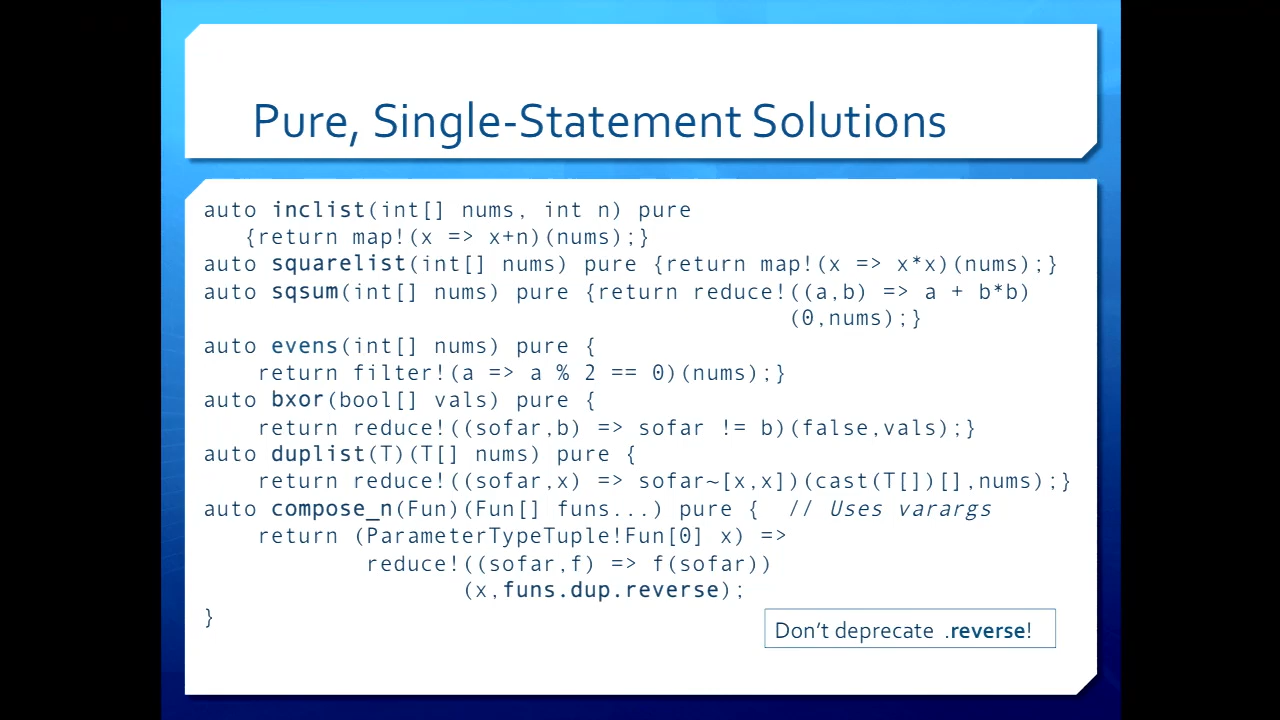 Pure, Single-Statement Solutions
auto inclist(int[] nums, int n) pure
{return map!(x => x+n)(nums);}
auto squarelist(int[] nums) pure {return map!(x => x*x)(nums);}
auto sqsum(int[] nums) pure {return reduce!((a,b) => a + b*b)
(0,nums);}
auto evens(int[] nums) pure {
return filter!(a => a % 2 == 0)(nums);}
auto bxor(bool[] vals) pure {
return reduce!((sofar,b) => sofar != b)(false,vals);}
auto duplist(T)(T[] nums) pure {
return reduce!((sofar,x) => sofar~[x,x])(cast(T[])[],nums);}
auto compose_n(Fun)(Fun[] funs...) pure { // Uses varargs
return (ParameterTypeTuple!Fun[0] x) =>
reduce!((sofar,f) => f(sofar))
(x,funs.dup.reverse);
}
Don't deprecate .reverse!